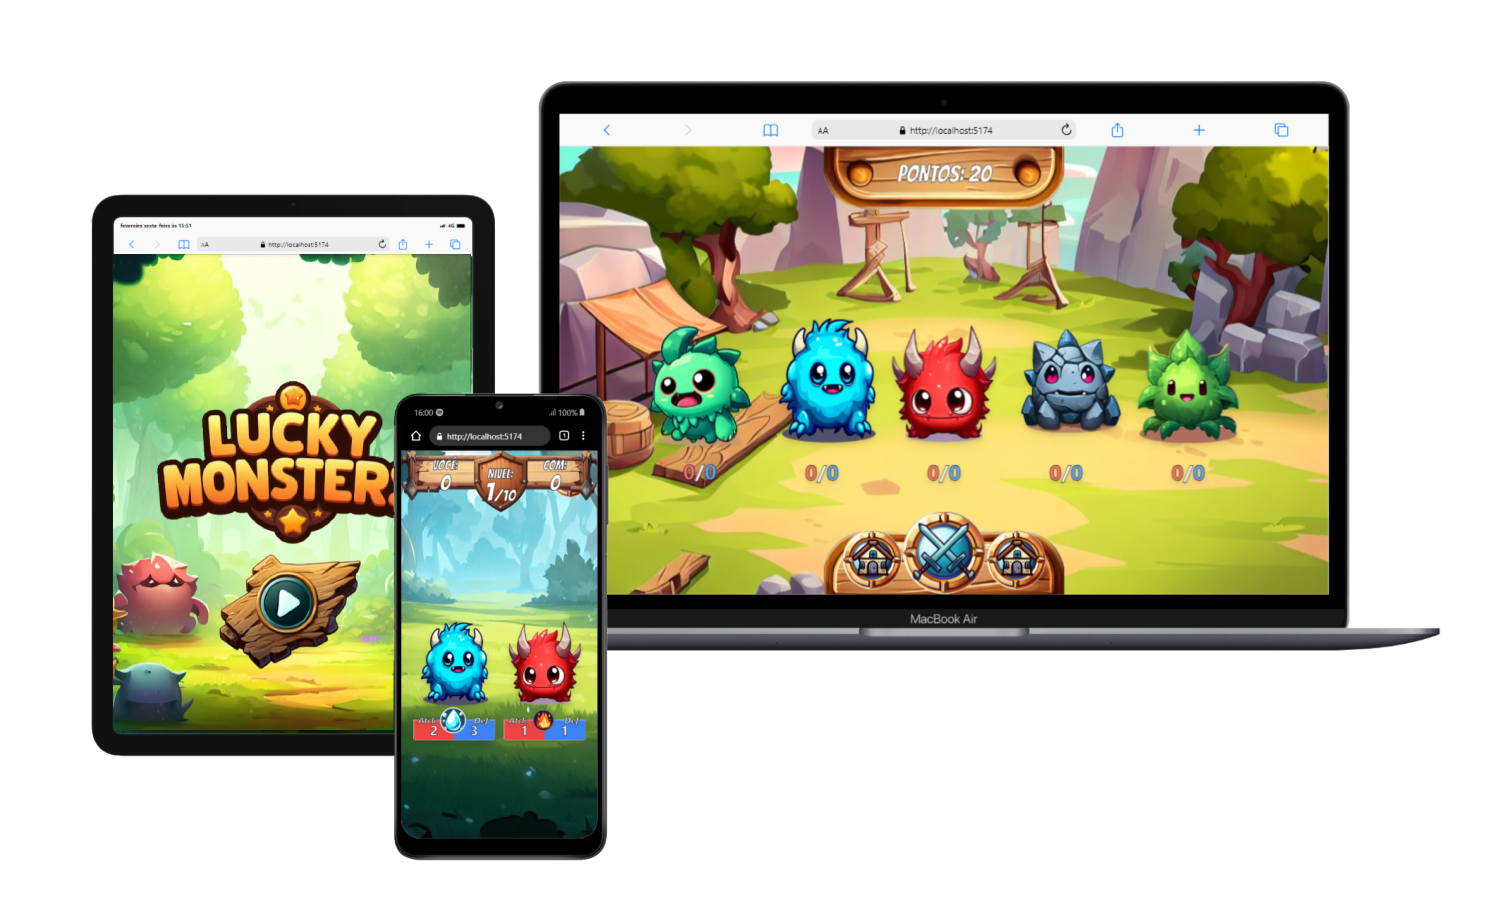 fevereiro sexta-feira às 15:51
4G
AA
http://localhost:5174
LUCKY
MONSTERS
16:00
100%
http://localhost:5174
1
VOCÊ:
0
NIVEL:
1/10
COM:
0
Atck
2
Def
3
Atck
1
Def
1
AA
http://localhost:5174
PONTOS: 20
0/0
0/0
0/0
0/0
0/0
MacBook Air